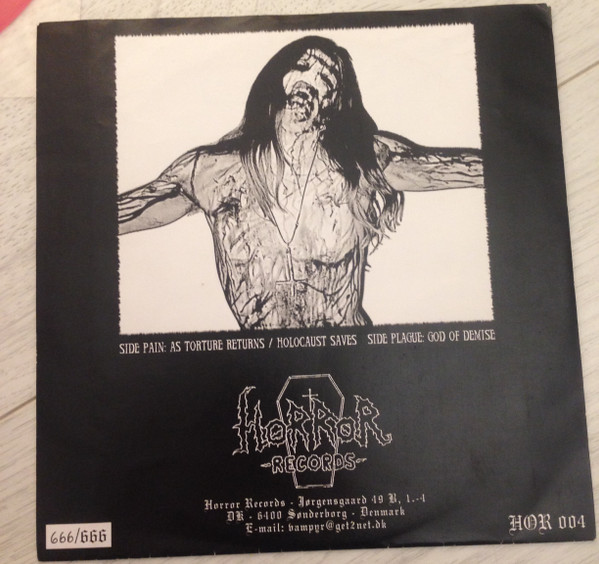 SIDE PAIN: AS TORTURE RETURNS / HOLOCAUST SAVES SIDE PLAGUE: GOD OF DEMISE
HORROR
-RECORDS-
Horror Records - Jørgensgaard 49 B, 1.-4
DK - 6400 Sønderborg - Denmark
E-mail: vampyr@get2net.dk
666/666
HOR 004